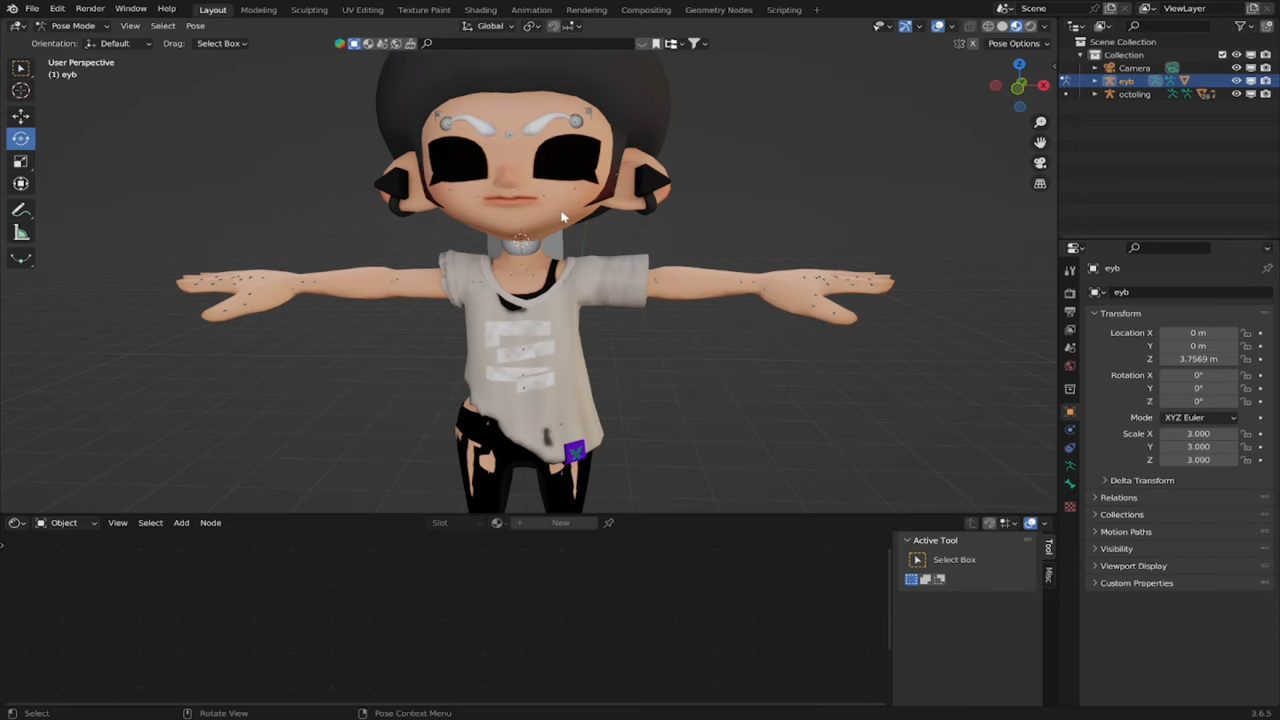 File Edit Render Window Help Layout Modeling Sculpting UV Editing Texture Paint Shading Animation Rendering Compositing Geometry Nodes Scripting + Scene ViewLayer
Pose Mode View Select Pose Global
Orientation: Default Drag: Select Box Pose Options
User Perspective
(1) eyb
Z
Scene Collection
Collection
Camera
eyb
octoling
eyb
eyb
Transform
Location X 0 m
Y 0 m
Z 3.7569 m
Rotation X 0°
Y 0°
Z 0°
Mode XYZ Euler
Scale X 3.000
Y 3.000
Z 3.000
Delta Transform
Relations
Collections
Motion Paths
Visibility
Viewport Display
Custom Properties
Object View Select Add Node Slot New
Active Tool
Select Box
Tool
Misc
Select Rotate View Pose Context Menu 3.6.5